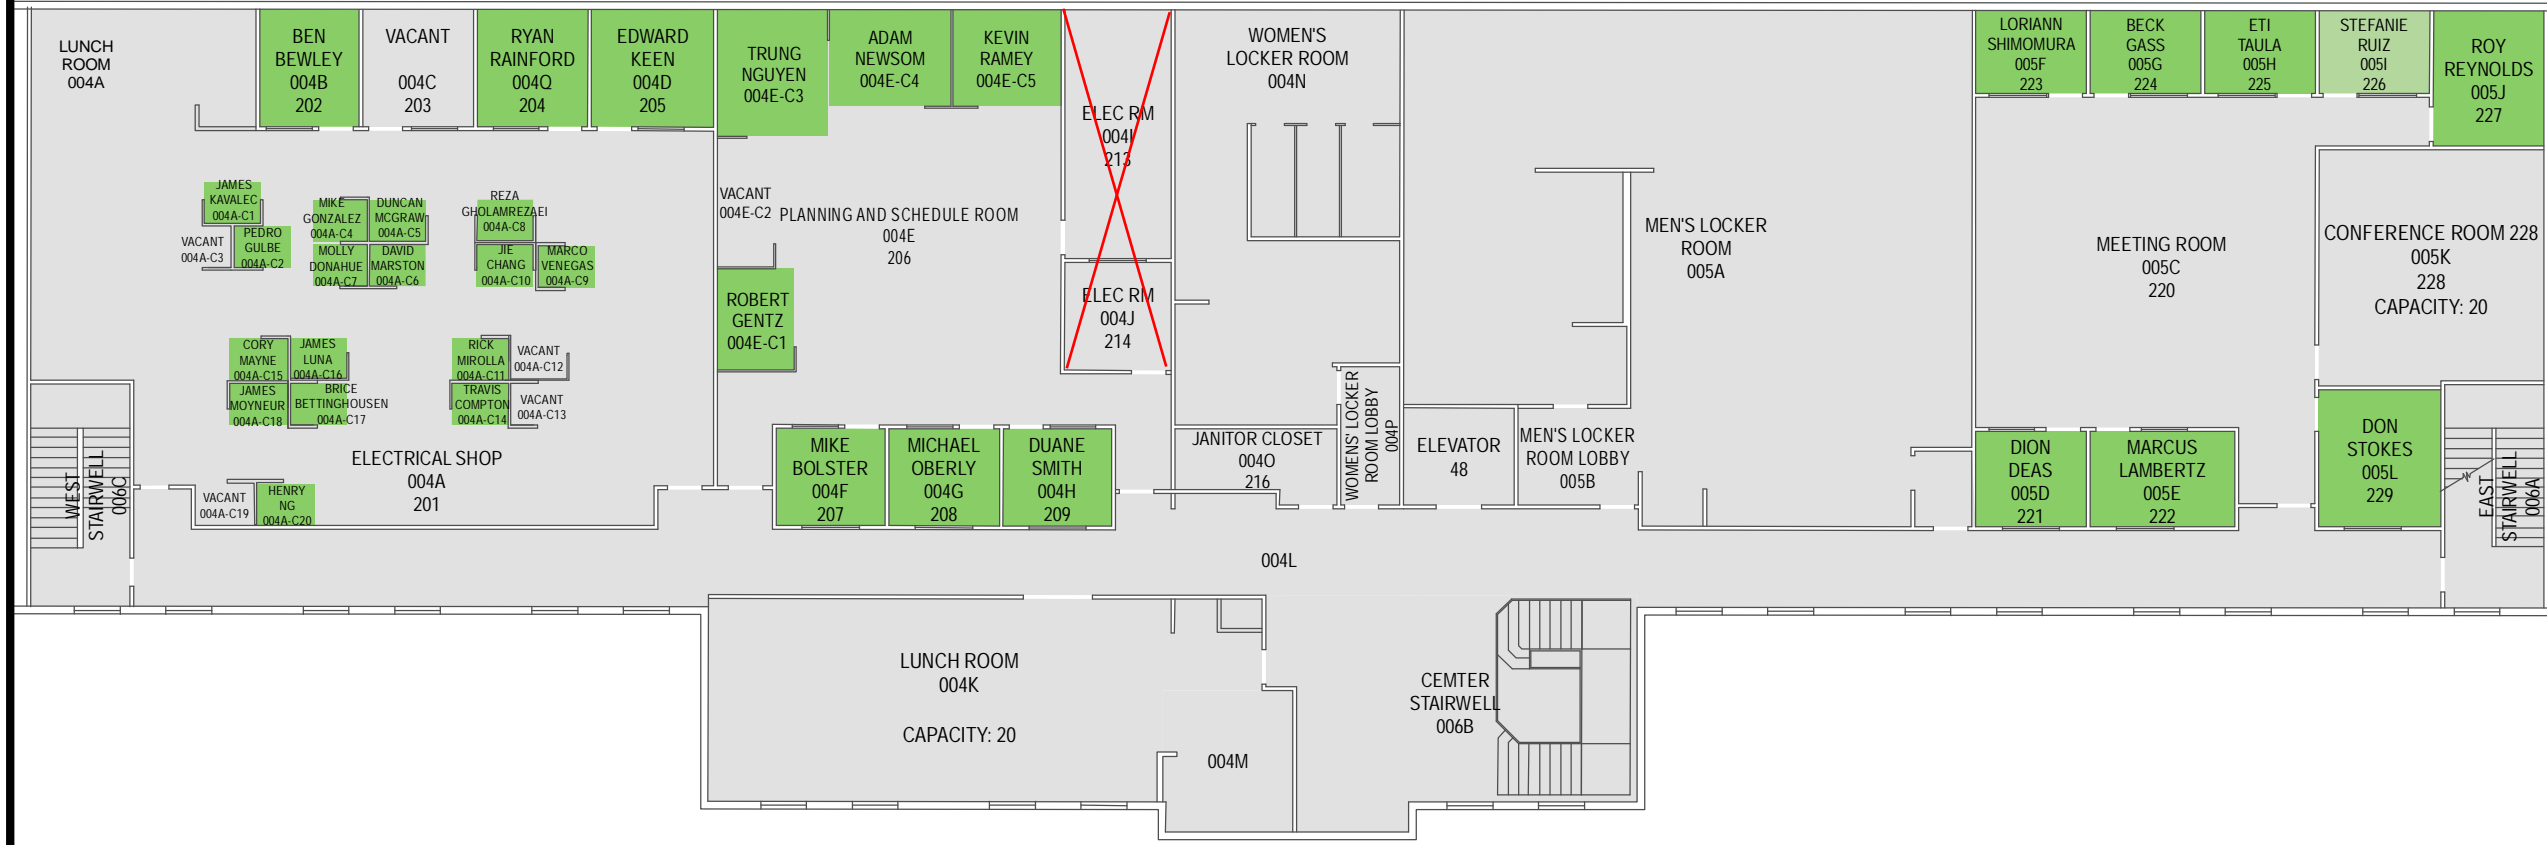 LUNCH
ROOM
004A
BEN
BEWLEY
004B
202
VACANT
004C
203
RYAN
RAINFORD
004Q
204
EDWARD
KEEN
004D
205
TRUNG
NGUYEN
004E-C3
ADAM
NEWSOM
004E-C4
KEVIN
RAMEY
004E-C5
ELEC RM
004I
213
WOMEN'S
LOCKER ROOM
004N
LORIANN
SHIMOMURA
005F
223
BECK
GASS
005G
224
ETI
TAULA
005H
225
STEFANIE
RUIZ
005I
226
ROY
REYNOLDS
005J
227
JAMES
KAVALEC
004A-C1
VACANT
004A-C3
PEDRO
GULBE
004A-C2
MIKE
GONZALEZ
004A-C4
DUNCAN
MCGRAW
004A-C5
MOLLY
DONAHUE
004A-C7
DAVID
MARSTON
004A-C6
REZA
GHOLAMREZAEI
004A-C8
JIE
CHANG
004A-C10
MARCO
VENEGAS
004A-C9
VACANT
004E-C2
PLANNING AND SCHEDULE ROOM
004E
206
ELEC RM
004J
214
MEN'S LOCKER
ROOM
005A
MEETING ROOM
005C
220
CONFERENCE ROOM 228
005K
228
CAPACITY: 20
ROBERT
GENTZ
004E-C1
CORY
MAYNE
004A-C15
JAMES
LUNA
004A-C16
JAMES
MOYNEUR
004A-C18
BRICE
BETTINGHOUSEN
004A-C17
RICK
MIROLLA
004A-C11
VACANT
004A-C12
TRAVIS
COMPTON
004A-C14
VACANT
004A-C13
WEST
STAIRWELL
006C
ELECTRICAL SHOP
004A
201
VACANT
004A-C19
HENRY
NG
004A-C20
MIKE
BOLSTER
004F
207
MICHAEL
OBERLY
004G
208
DUANE
SMITH
004H
209
JANITOR CLOSET
004O
216
WOMENS' LOCKER
ROOM LOBBY
004P
ELEVATOR
48
MEN'S LOCKER
ROOM LOBBY
005B
DION
DEAS
005D
221
MARCUS
LAMBERTZ
005E
222
DON
STOKES
005L
229
EAST
STAIRWELL
006A
004L
LUNCH ROOM
004K
CAPACITY: 20
004M
CEMTER
STAIRWELL
006B